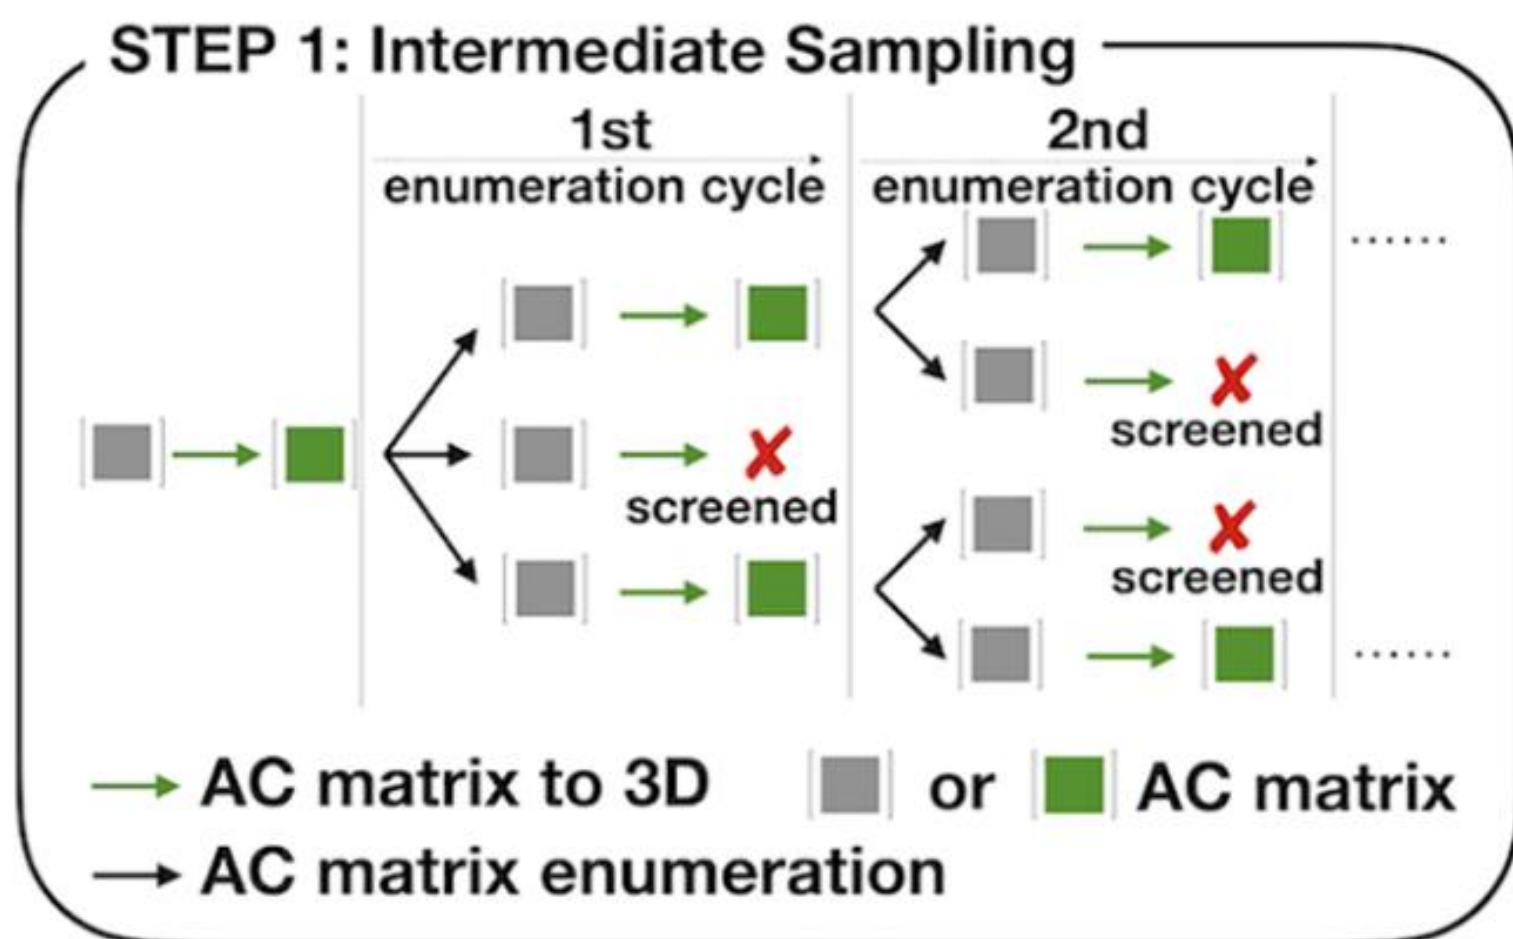 STEP 1: Intermediate Sampling
1st
enumeration cycle
2nd
enumeration cycle
......
screened
screened
screened
......
AC matrix to 3D
or
AC matrix
AC matrix enumeration